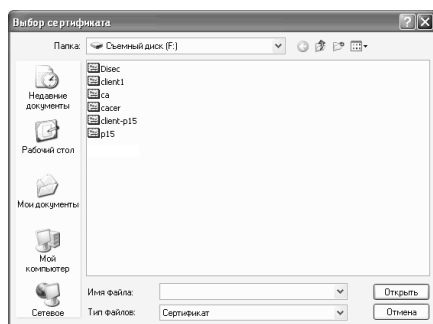 Выбор сертификата
Папка: Съемный диск (F:)
Недавние документы
Рабочий стол
Мои документы
Мой компьютер
Сетевое
Disec
client1
ca
cacer
client-p15
p15
Имя файла:
Открыть
Тип файлов: Сертификат
Отмена